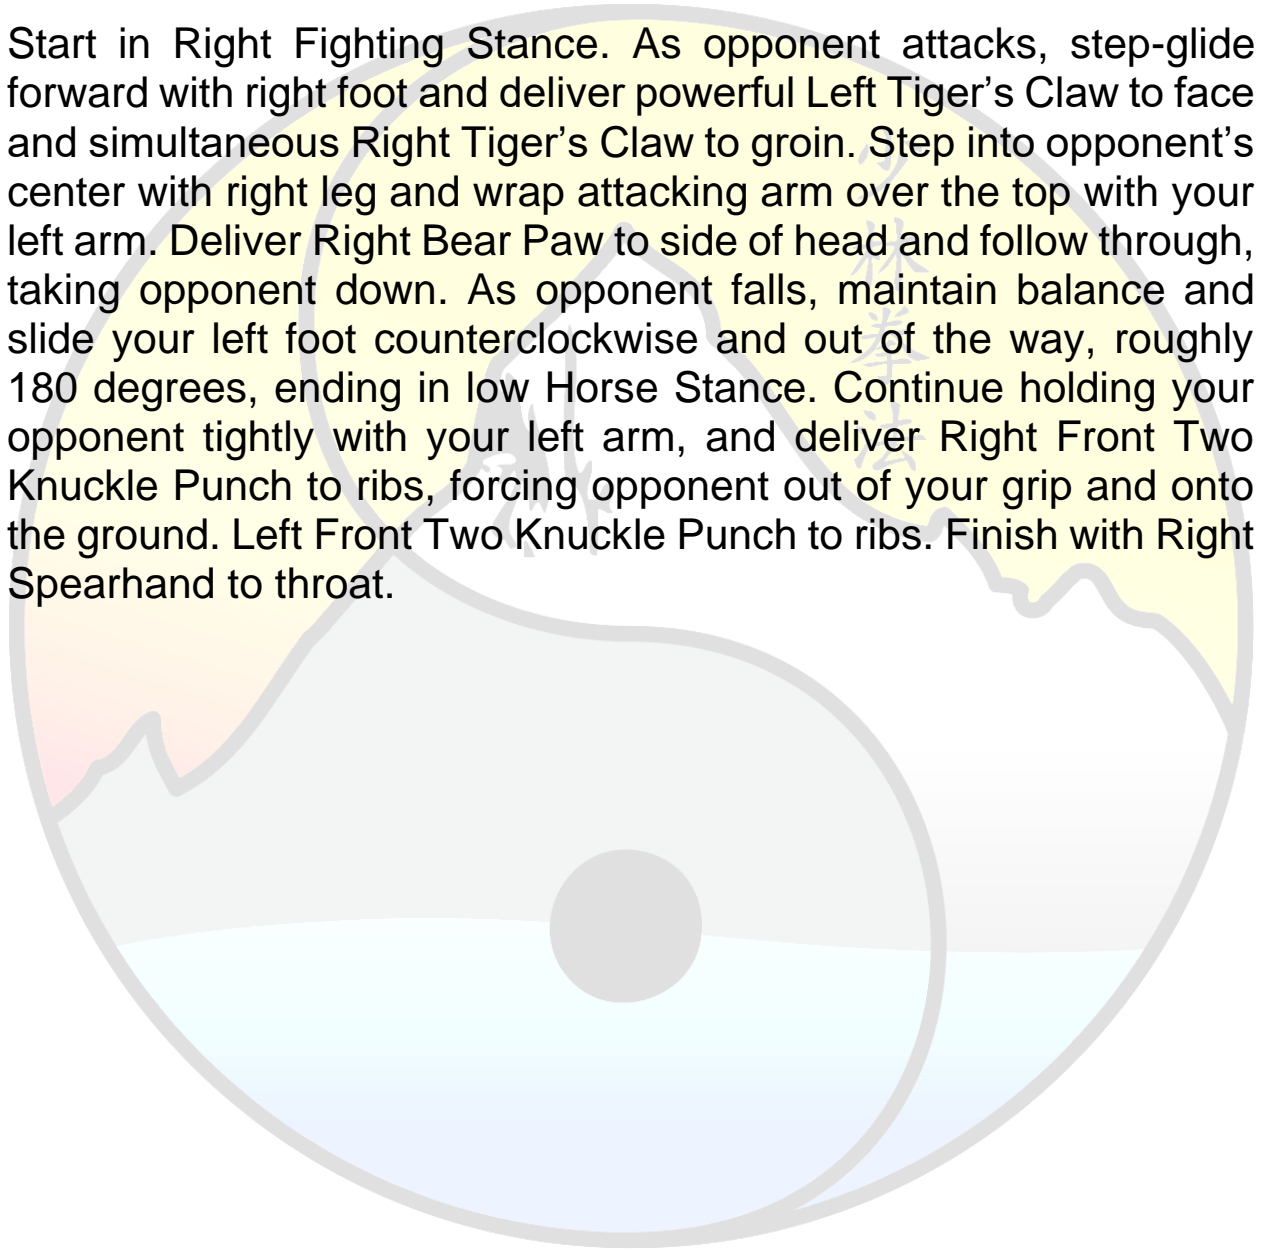 Start in Right Fighting Stance. As opponent attacks, step-glide
forward with right foot and deliver powerful Left Tiger’s Claw to face
and simultaneous Right Tiger’s Claw to groin. Step into opponent’s
center with right leg and wrap attacking arm over the top with your
left arm. Deliver Right Bear Paw to side of head and follow through,
taking opponent down. As opponent falls, maintain balance and
slide your left foot counterclockwise and out of the way, roughly
180 degrees, ending in low Horse Stance. Continue holding your
opponent tightly with your left arm, and deliver Right Front Two
Knuckle Punch to ribs, forcing opponent out of your grip and onto
the ground. Left Front Two Knuckle Punch to ribs. Finish with Right
Spearhand to throat.
少林拳法